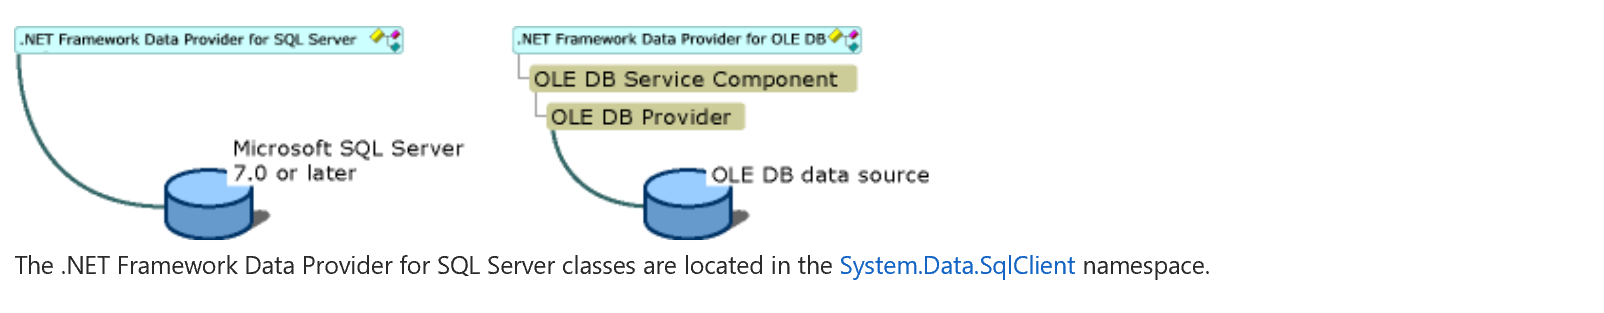 .NET Framework Data Provider for SQL Server
.NET Framework Data Provider for OLE DB
OLE DB Service Component
OLE DB Provider
Microsoft SQL Server
7.0 or later
OLE DB data source
The .NET Framework Data Provider for SQL Server classes are located in the System.Data.SqlClient namespace.